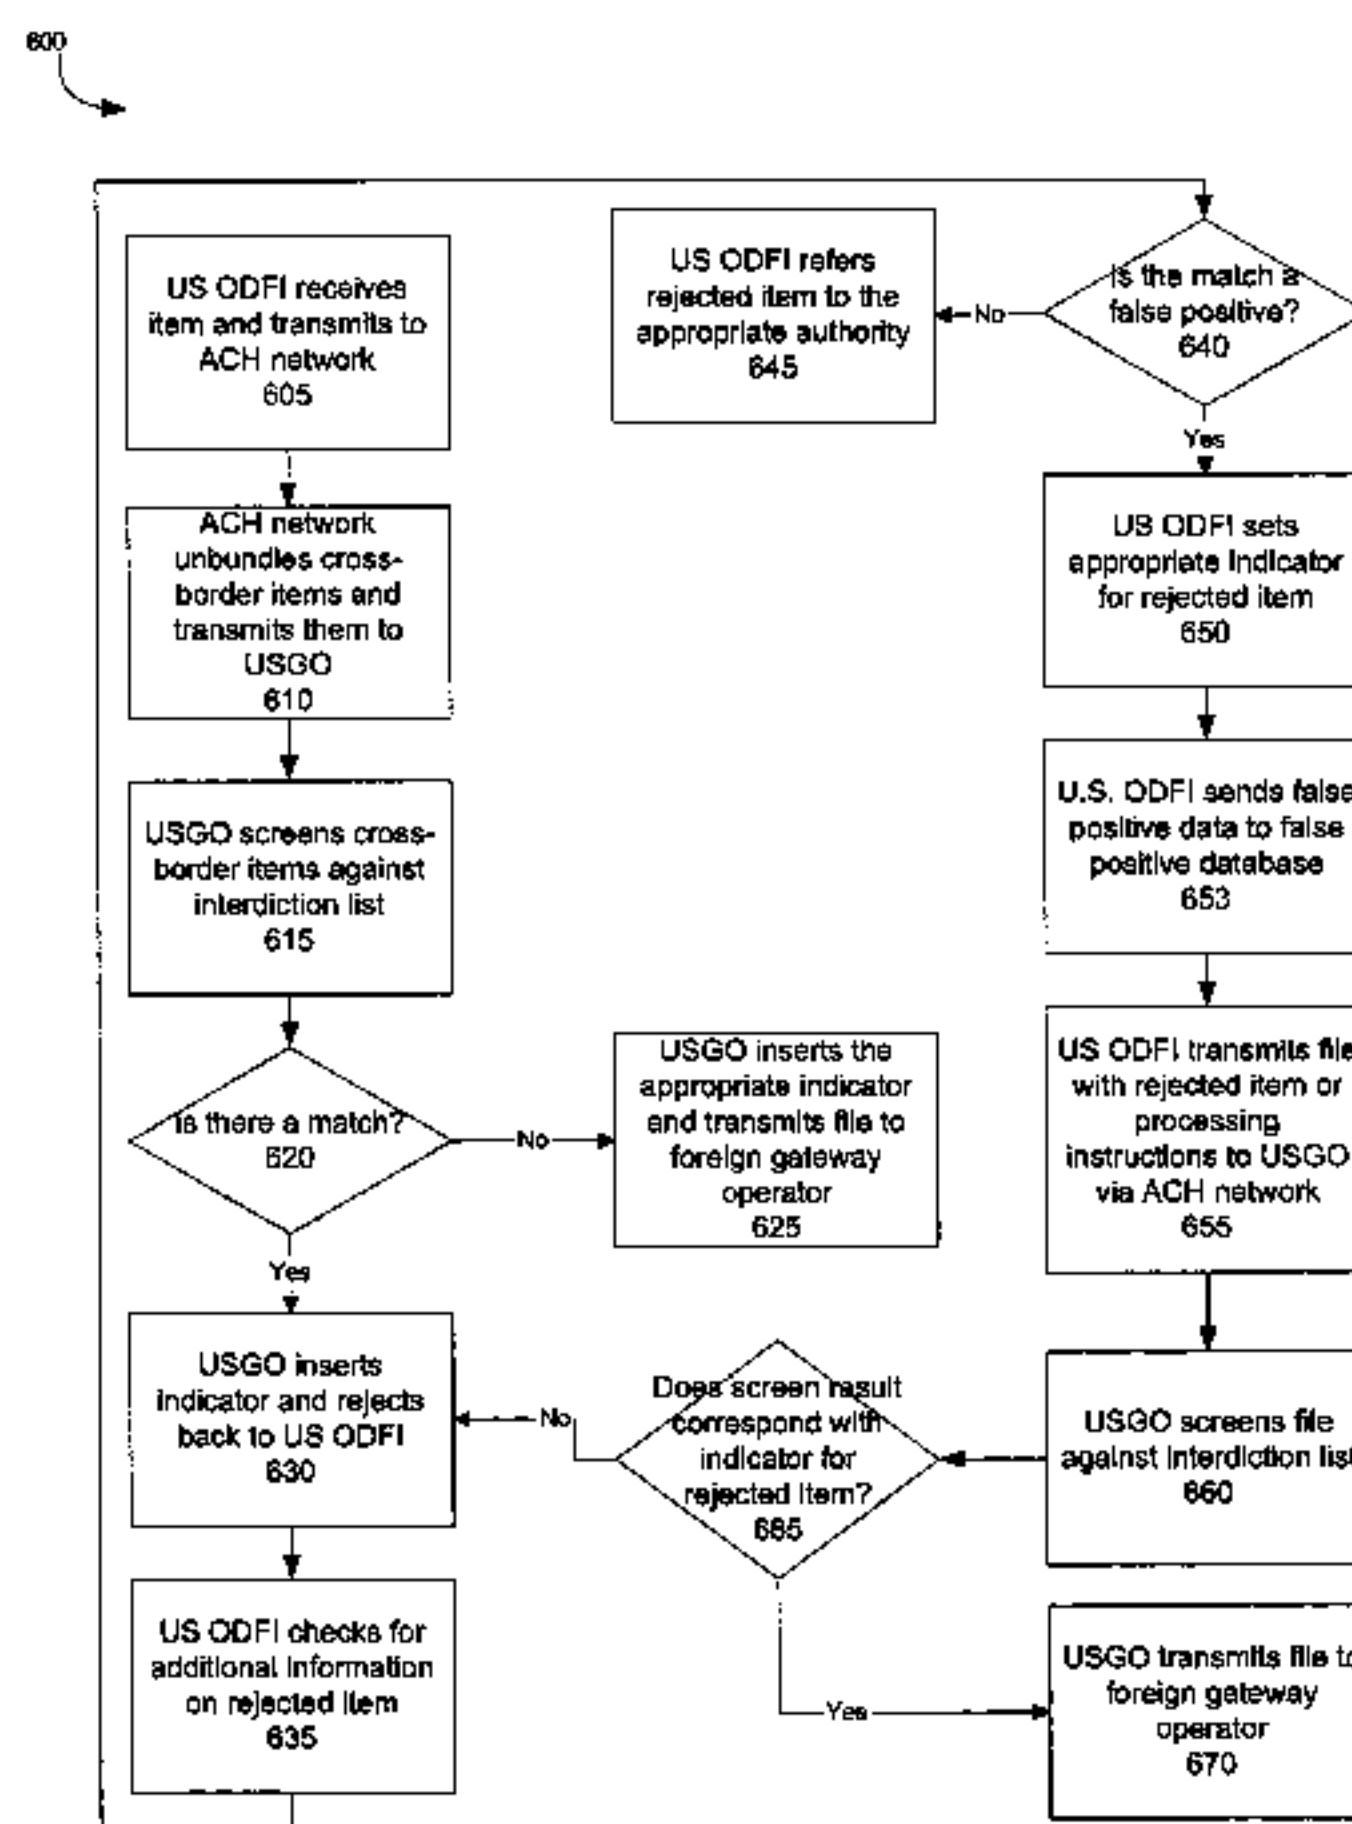 600
US ODFI receives
item and transmits to
ACH network
605
ACH network
unbundles cross-
border items and
transmits them to
USGO
610
USGO screens cross-
border items against
interdiction list
615
Is there a match?
620
Yes
No
USGO inserts the
appropriate indicator
and transmits file to
foreign gateway
operator
625
USGO inserts
indicator and rejects
back to US ODFI
630
US ODFI checks for
additional information
on rejected item
635
Is the match a
false positive?
640
No
US ODFI refers
rejected item to the
appropriate authority
645
Yes
US ODFI sets
appropriate indicator
for rejected item
650
U.S. ODFI sends false
positive data to false
positive database
653
US ODFI transmits file
with rejected item or
processing
instructions to USGO
via ACH network
655
USGO screens file
against interdiction list
660
Does screen result
correspond with
indicator for
rejected item?
665
No
Yes
USGO transmits file to
foreign gateway
operator
670